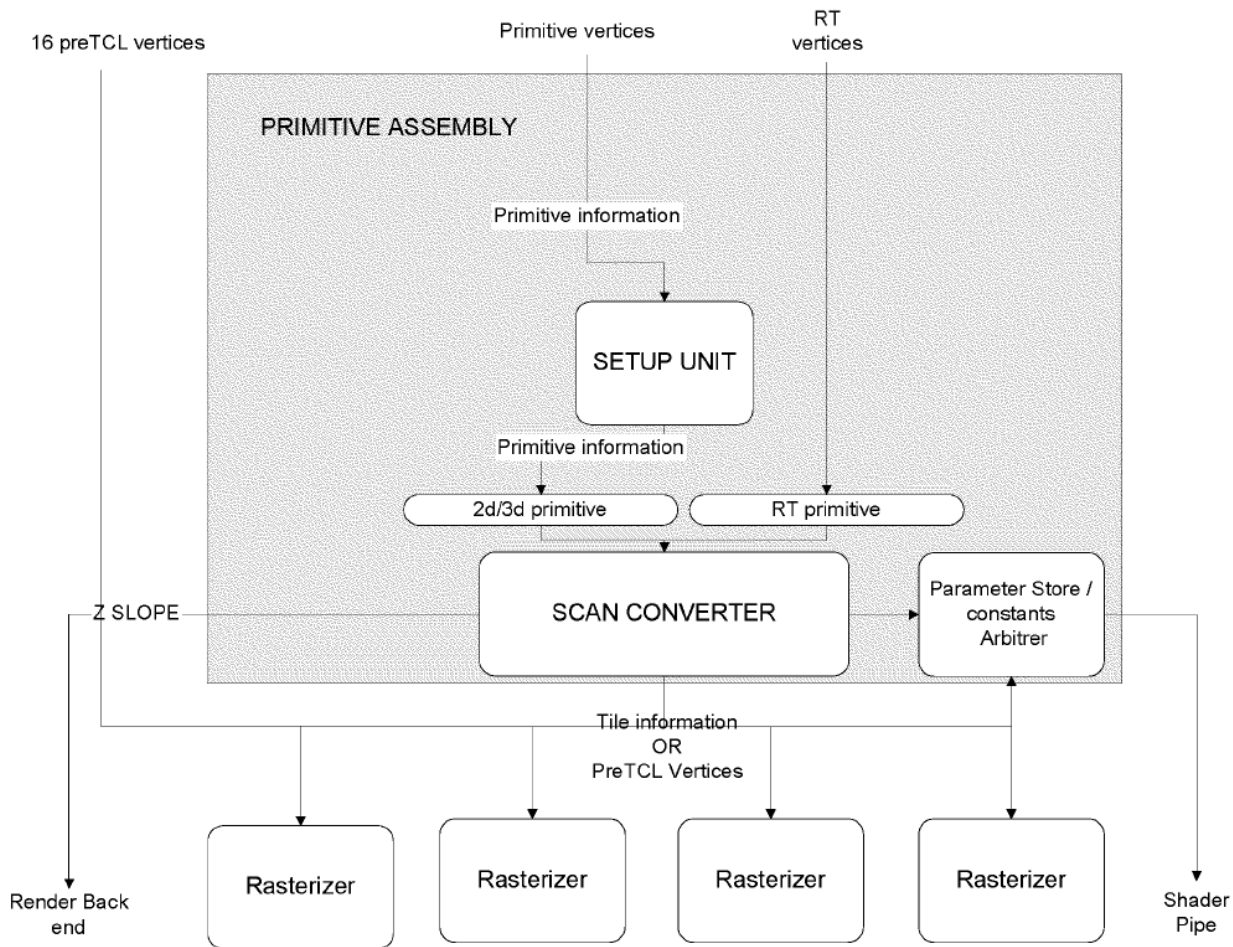 16 preTCL vertices
Primitive vertices
RT
vertices
PRIMITIVE ASSEMBLY
Primitive information
SETUP UNIT
Primitive information
2d/3d primitive
RT primitive
Z SLOPE
SCAN CONVERTER
Parameter Store /
constants
Arbitrer
Tile information
OR
PreTCL Vertices
Rasterizer
Rasterizer
Rasterizer
Rasterizer
Render Back
end
Shader
Pipe